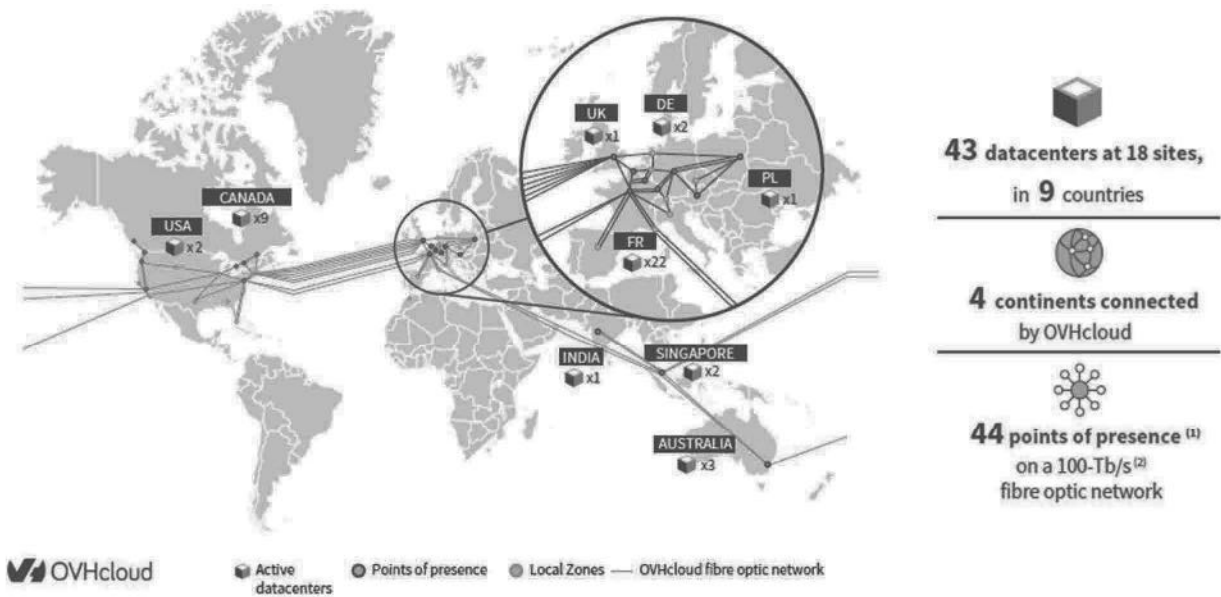 UK
x1
DE
x2
PL
x1
FR
x22
CANADA
x9
USA
x2
INDIA
x1
SINGAPORE
x2
AUSTRALIA
x3
43 datacenters at 18 sites,
in 9 countries
4 continents connected
by OVHcloud
44 points of presence (1)
on a 100-Tb/s (2)
fibre optic network
OVHcloud
Active
datacenters
Points of presence
Local Zones
OVHcloud fibre optic network